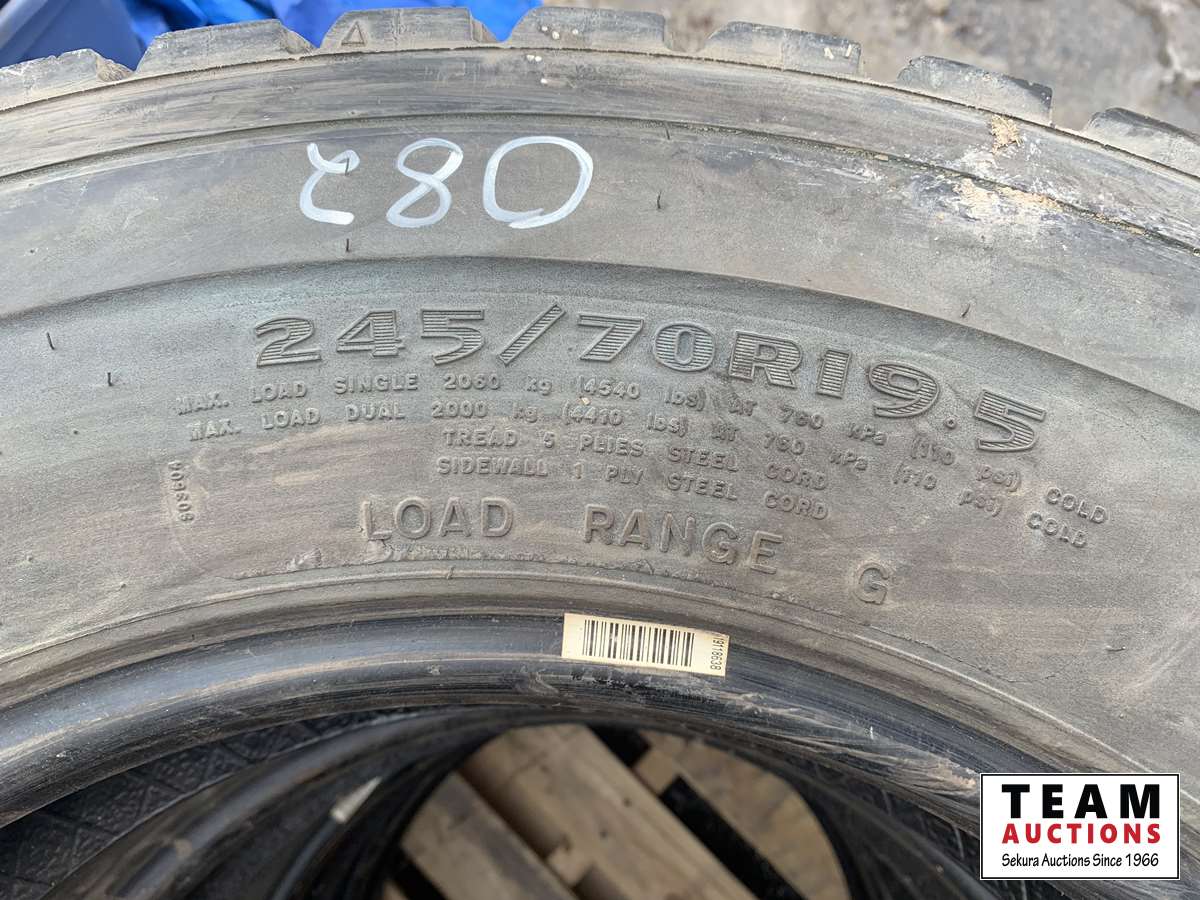 280
245/70R19.5
MAX. LOAD SINGLE 2060 kg (4540 lbs) AT 760 kPa (110 psi) COLD
MAX. LOAD DUAL 2000 kg (4410 lbs) AT 760 kPa (110 psi) COLD
TREAD 5 PLIES STEEL CORD
SIDEWALL 1 PLY STEEL CORD
LOAD RANGE G
19118638
TEAM
AUCTIONS
Sekura Auctions Since 1966